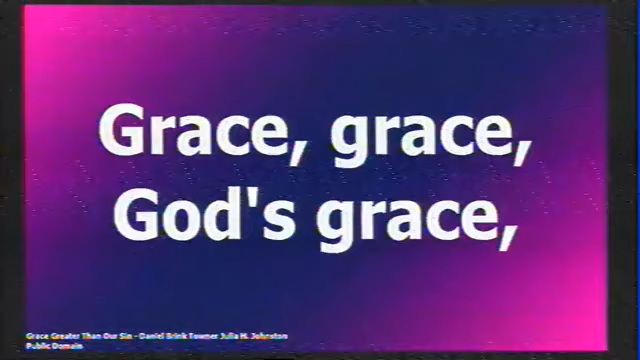 Grace, grace,
God's grace,
Grace Greater Than Our Sin - Daniel Brink Towner Julia H. Johnston
Public Domain